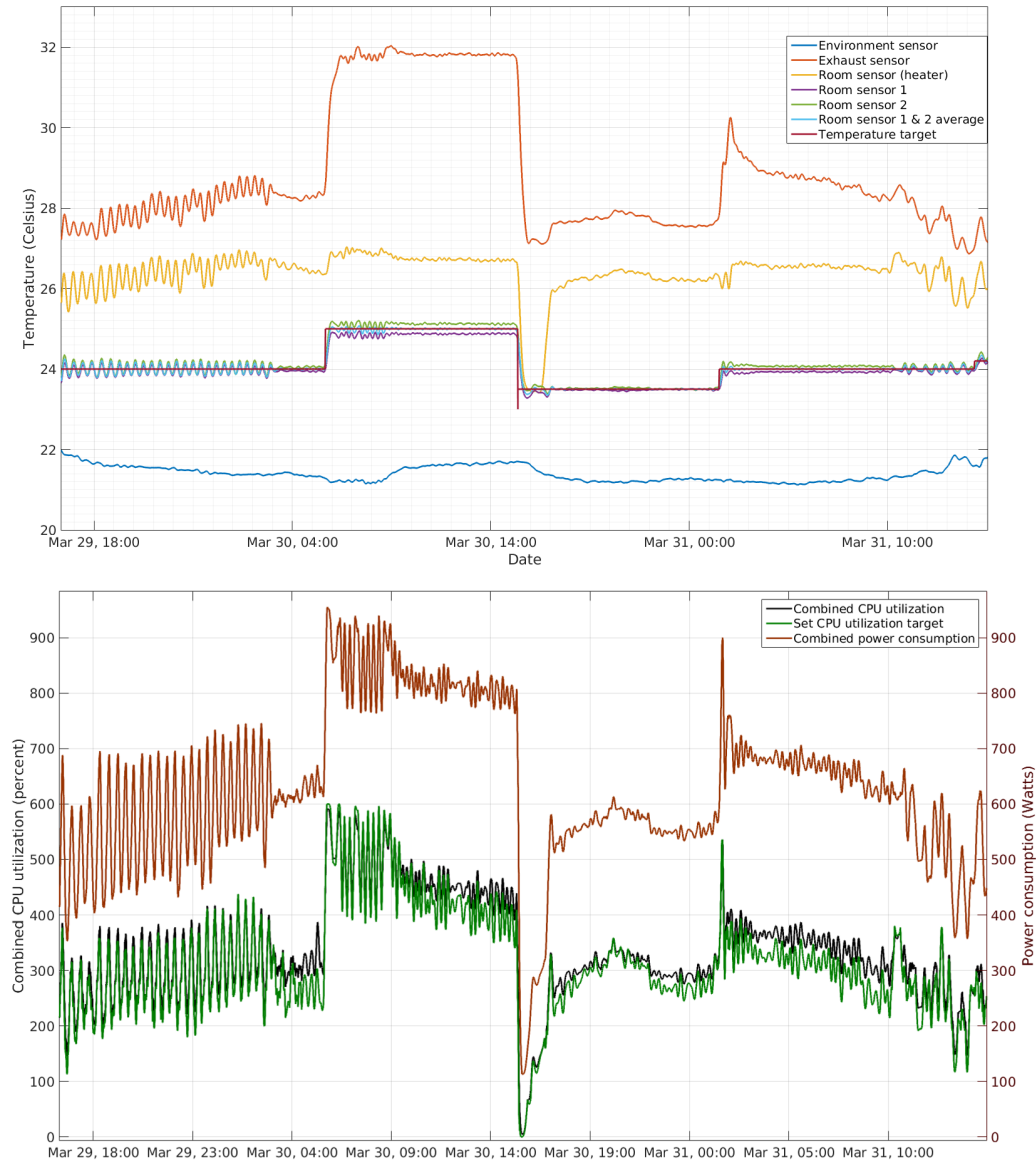 32
30
28
26
24
22
20
Temperature (Celsius)
Environment sensor
Exhaust sensor
Room sensor (heater)
Room sensor 1
Room sensor 2
Room sensor 1 & 2 average
Temperature target
Mar 29, 18:00 Mar 30, 04:00 Mar 30, 14:00 Mar 31, 00:00 Mar 31, 10:00
Date
900
800
700
600
500
400
300
200
100
0
Combined CPU utilization (percent)
Combined CPU utilization
Set CPU utilization target
Combined power consumption
900
800
700
600
500
400
300
200
100
0
Power consumption (Watts)
Mar 29, 18:00 Mar 29, 23:00 Mar 30, 04:00 Mar 30, 09:00 Mar 30, 14:00 Mar 30, 19:00 Mar 31, 00:00 Mar 31, 05:00 Mar 31, 10:00